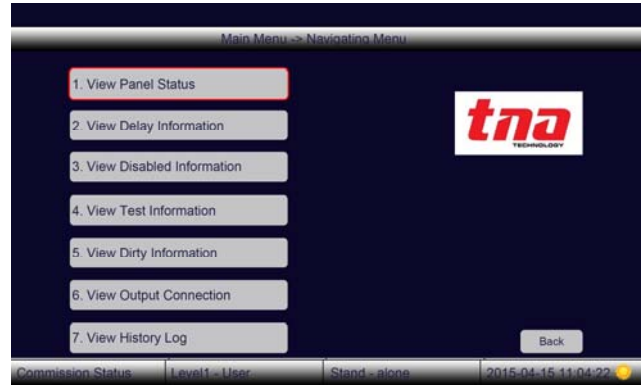 Main Menu -> Navigating Menu
1. View Panel Status
tna
TECHNOLOGY
2. View Delay Information
3. View Disabled Information
4. View Test Information
5. View Dirty Information
6. View Output Connection
7. View History Log
Back
Commission Status
Level1 - User
Stand - alone
2015-04-15 11:04:22